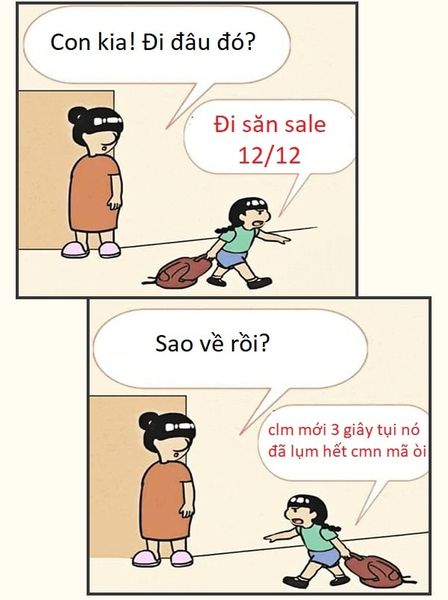 Con kia! Đi đâu đó?
Đi săn sale
12/12
Sao về rồi?
clm mới 3 giây tụi nó
đã lụm hết cmn mã òi